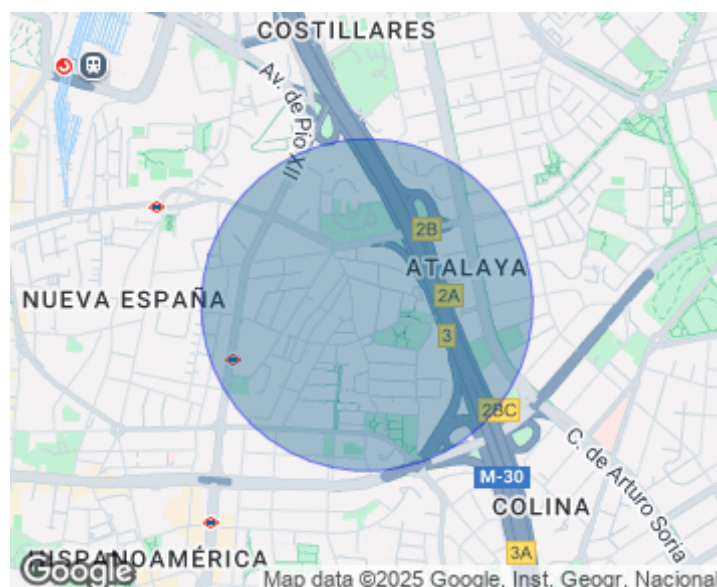 COSTILLARES
Av. de Pío XII
2B
ATALAYA
NUEVA ESPAÑA
2A
3
2BC
C. de Arturo Soria
M-30
COLINA
HISPANOAMÉRICA
3A
Google
Map data ©2025 Google, Inst. Geogr. Nacional